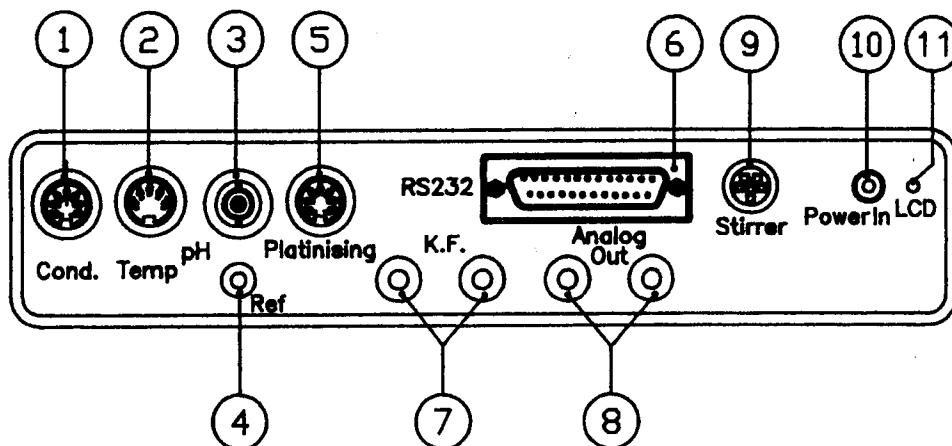 1 2 3 5 6 9 10 11
RS232
Cond. Temp pH Platinising K.F. Analog Out Stirrer Power In LCD
Ref
4 7 8